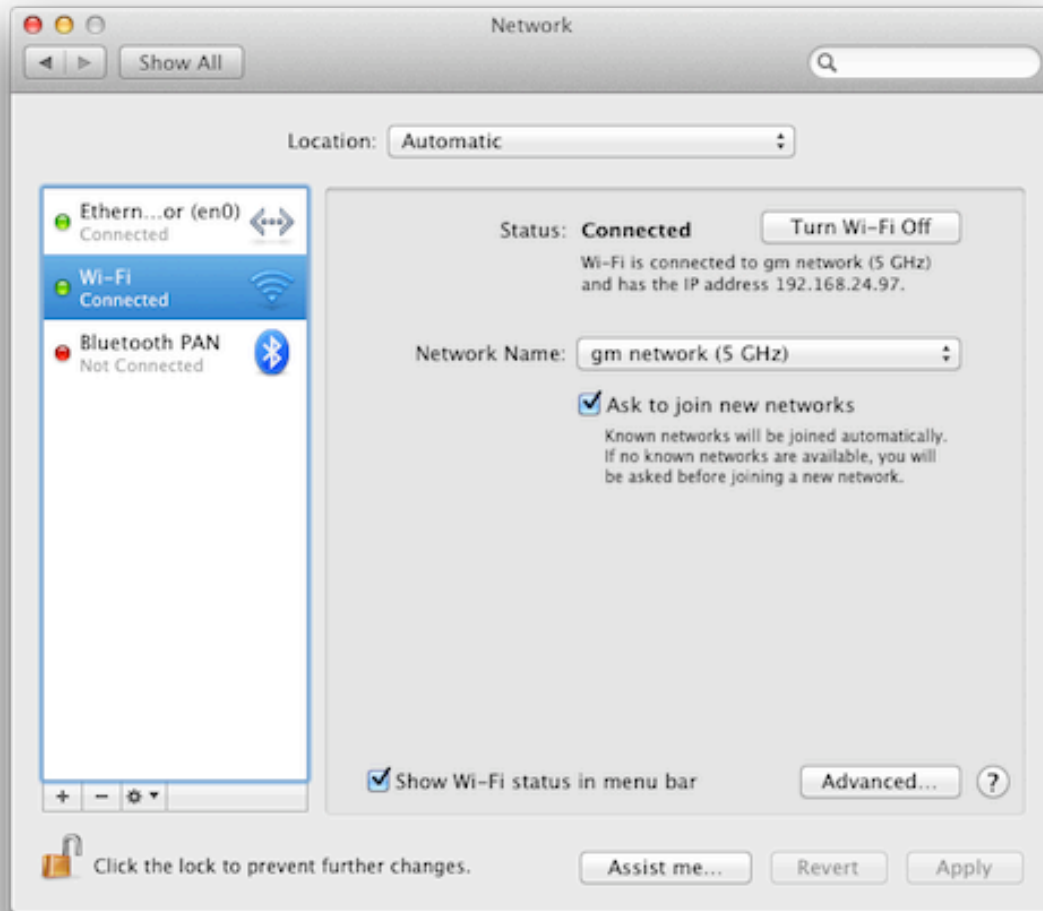 Network
Show All
Location: Automatic
Ethern...or (en0)
Connected
Wi-Fi
Connected
Bluetooth PAN
Not Connected
Status: Connected
Turn Wi-Fi Off
Wi-Fi is connected to gm network (5 GHz)
and has the IP address 192.168.24.97.
Network Name: gm network (5 GHz)
Ask to join new networks
Known networks will be joined automatically.
If no known networks are available, you will
be asked before joining a new network.
Show Wi-Fi status in menu bar
Advanced...
?
Click the lock to prevent further changes.
Assist me...
Revert
Apply